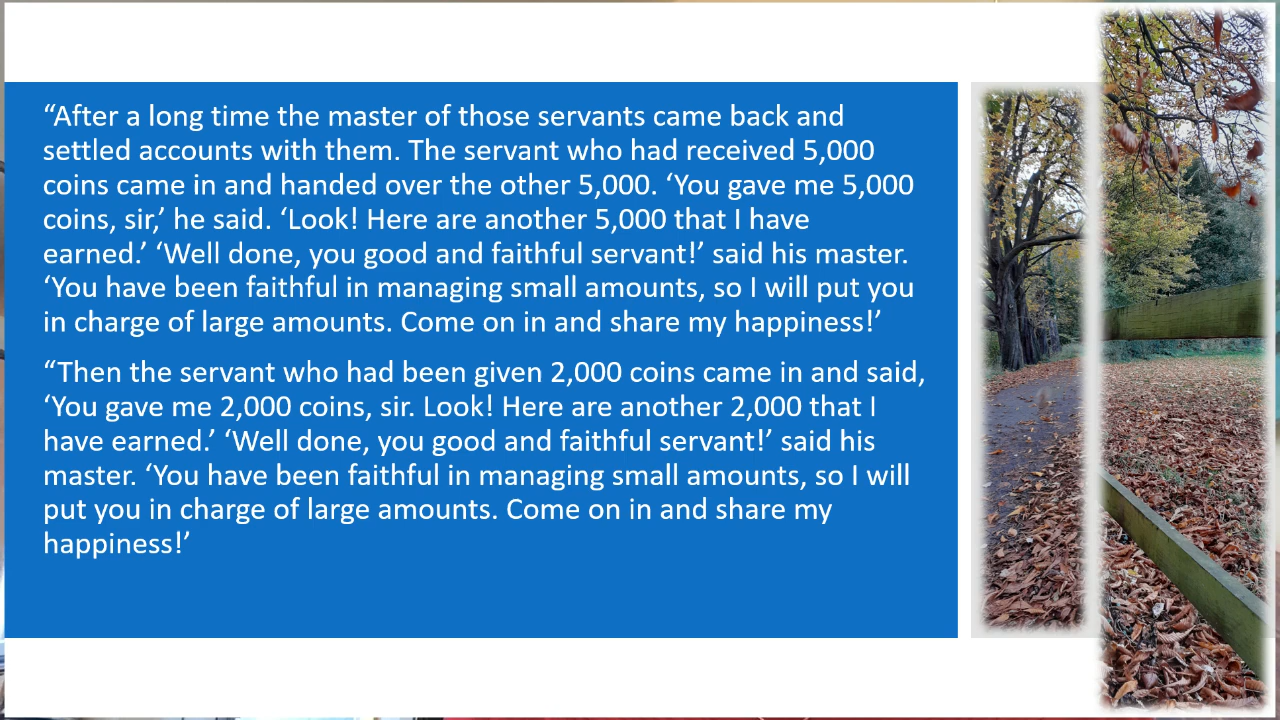 “After a long time the master of those servants came back and
settled accounts with them. The servant who had received 5,000
coins came in and handed over the other 5,000. ‘You gave me 5,000
coins, sir,’ he said. ‘Look! Here are another 5,000 that I have
earned.’ ‘Well done, you good and faithful servant!’ said his master.
‘You have been faithful in managing small amounts, so I will put you
in charge of large amounts. Come on in and share my happiness!’
“Then the servant who had been given 2,000 coins came in and said,
‘You gave me 2,000 coins, sir. Look! Here are another 2,000 that I
have earned.’ ‘Well done, you good and faithful servant!’ said his
master. ‘You have been faithful in managing small amounts, so I will
put you in charge of large amounts. Come on in and share my
happiness!’